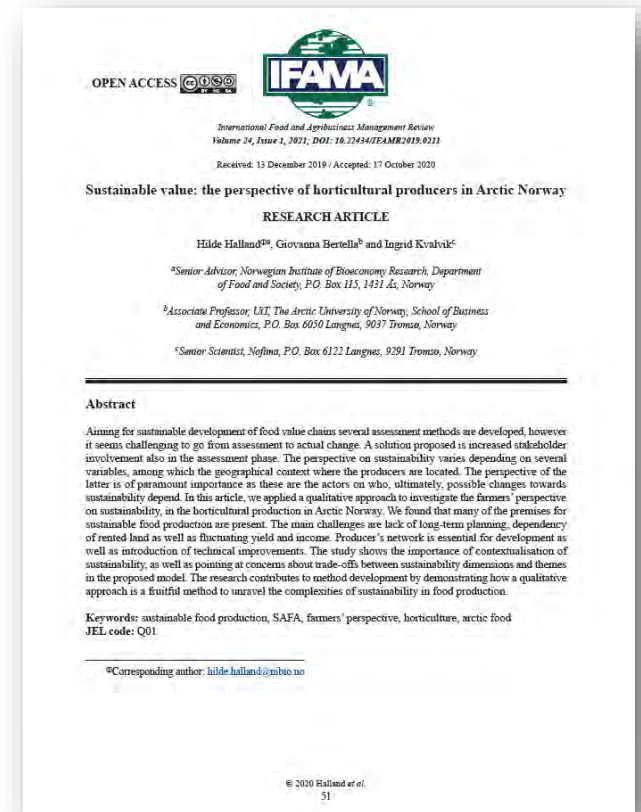 OPEN ACCESS
BY NC SA
IFAMA
®
International Food and Agribusiness Management Review
Volume 24, Issue 1, 2021; DOI: 10.22434/IFAMR2019.0211
Received: 13 December 2019 / Accepted: 17 October 2020
Sustainable value: the perspective of horticultural producers in Arctic Norway
RESEARCH ARTICLE
Hilde Halland①a, Giovanna Bertellab and Ingrid Kvalvikc
aSenior Advisor, Norwegian Institute of Bioeconomy Research, Department
of Food and Society, P.O. Box 115, 1431 Ås, Norway
bAssociate Professor, UiT, The Arctic University of Norway, School of Business
and Economics, P.O. Box 6050 Langnes, 9037 Tromsø, Norway
cSenior Scientist, Nofima, P.O. Box 6122 Langnes, 9291 Tromsø, Norway
Abstract
Aiming for sustainable development of food value chains several assessment methods are developed, however
it seems challenging to go from assessment to actual change. A solution proposed is increased stakeholder
involvement also in the assessment phase. The perspective on sustainability varies depending on several
variables, among which the geographical context where the producers are located. The perspective of the
latter is of paramount importance as these are the actors on who, ultimately, possible changes towards
sustainability depend. In this article, we applied a qualitative approach to investigate the farmers' perspective
on sustainability, in the horticultural production in Arctic Norway. We found that many of the premises for
sustainable food production are present. The main challenges are lack of long-term planning, dependency
of rented land as well as fluctuating yield and income. Producer's network is essential for development as
well as introduction of technical improvements. The study shows the importance of contextualisation of
sustainability, as well as pointing at concerns about trade-offs between sustainability dimensions and themes
in the proposed model. The research contributes to method development by demonstrating how a qualitative
approach is a fruitful method to unravel the complexities of sustainability in food production.
Keywords: sustainable food production, SAFA, farmers' perspective, horticulture, arctic food
JEL code: Q01
①Corresponding author: hilde.halland@nibio.no
© 2020 Halland et al.
51